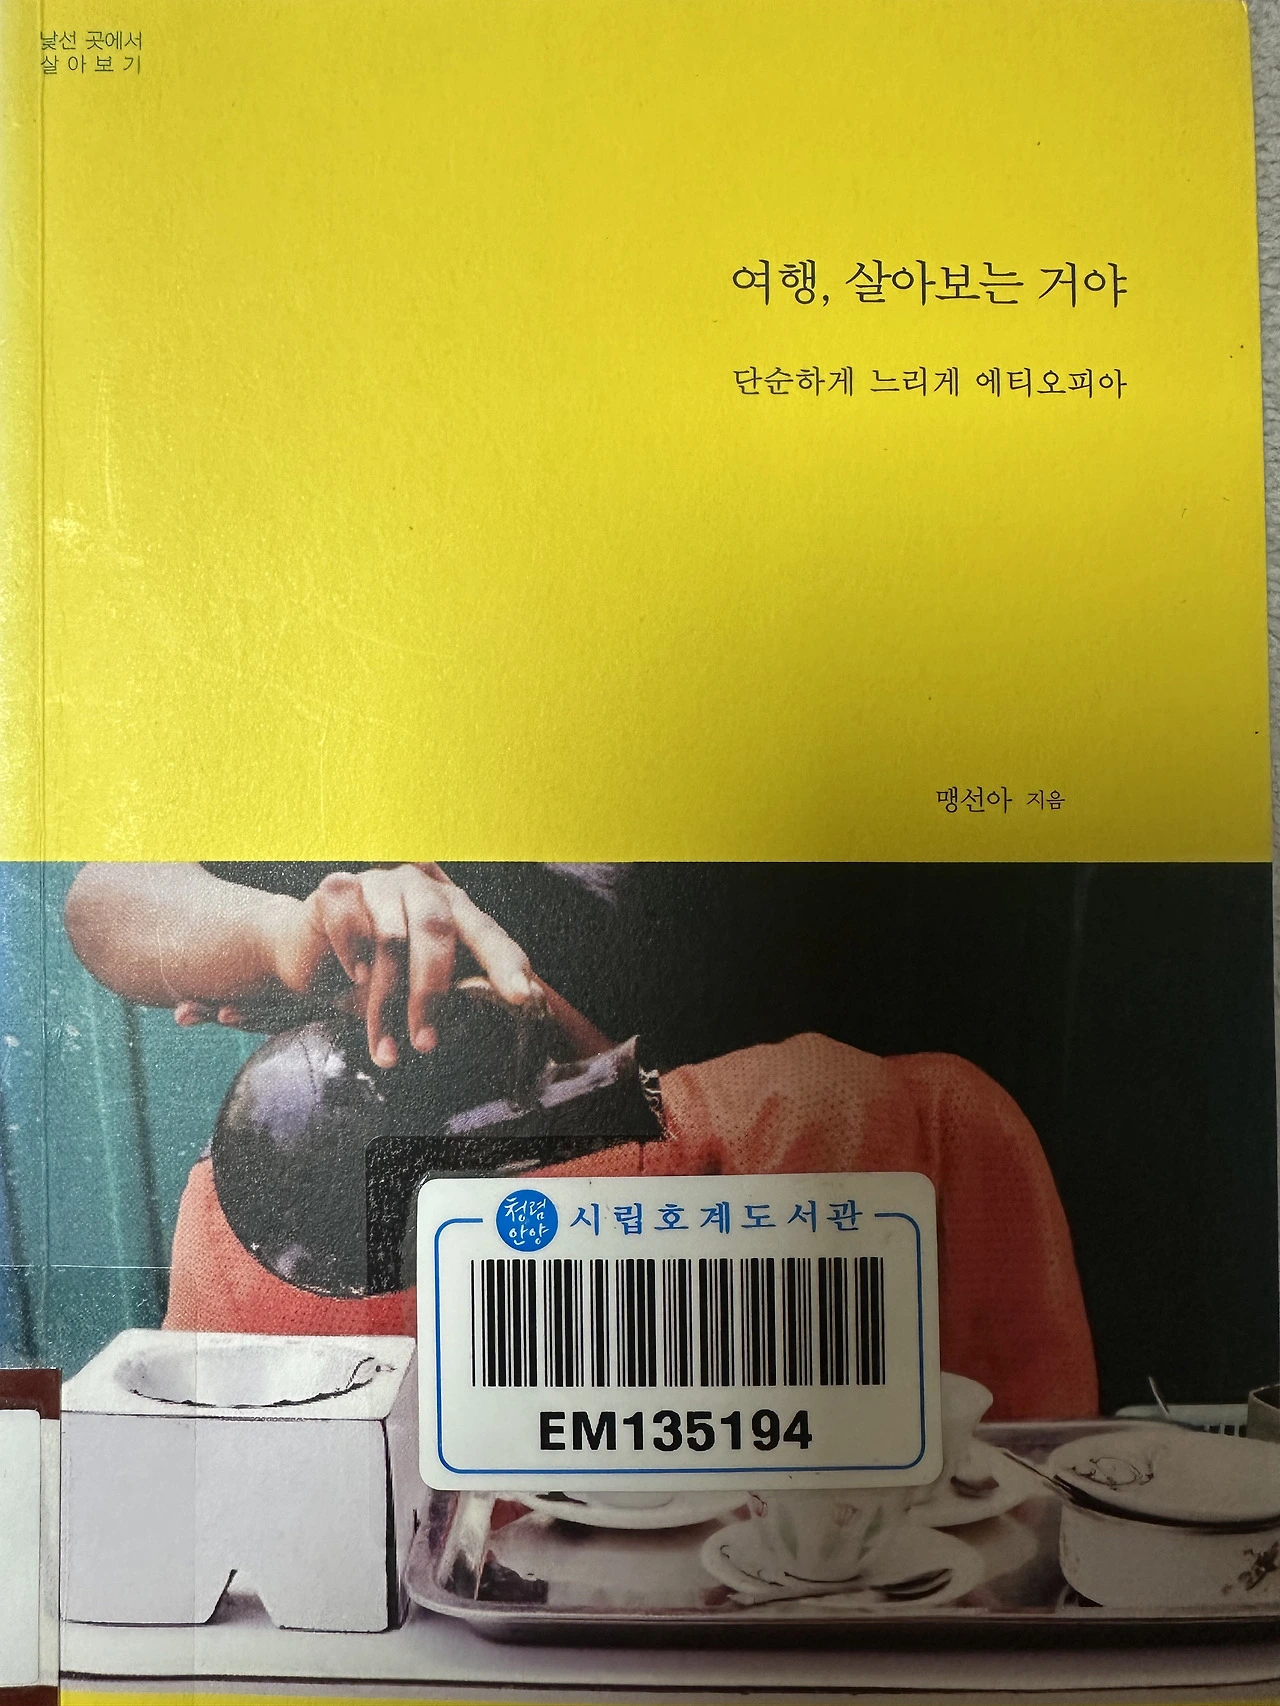 낯선 곳에서
살아보기
여행, 살아보는 거야
단순하게 느리게 에티오피아
맹선아 지음
청렴
안양
시립호계도서관
EM135194